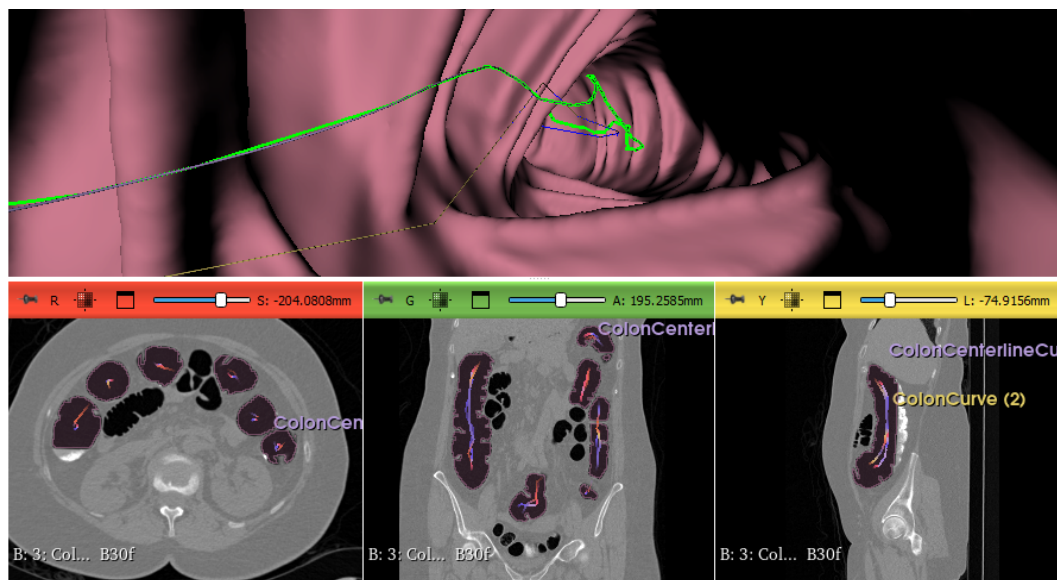 R S: -204.0808mm
G A: 195.2585mm
Y L: -74.9156mm
ColonCen
B: 3: Col... B30f
ColonCenterl
B: 3: Col... B30f
ColonCenterlineCu
ColonCurve (2)
B: 3: Col... B30f